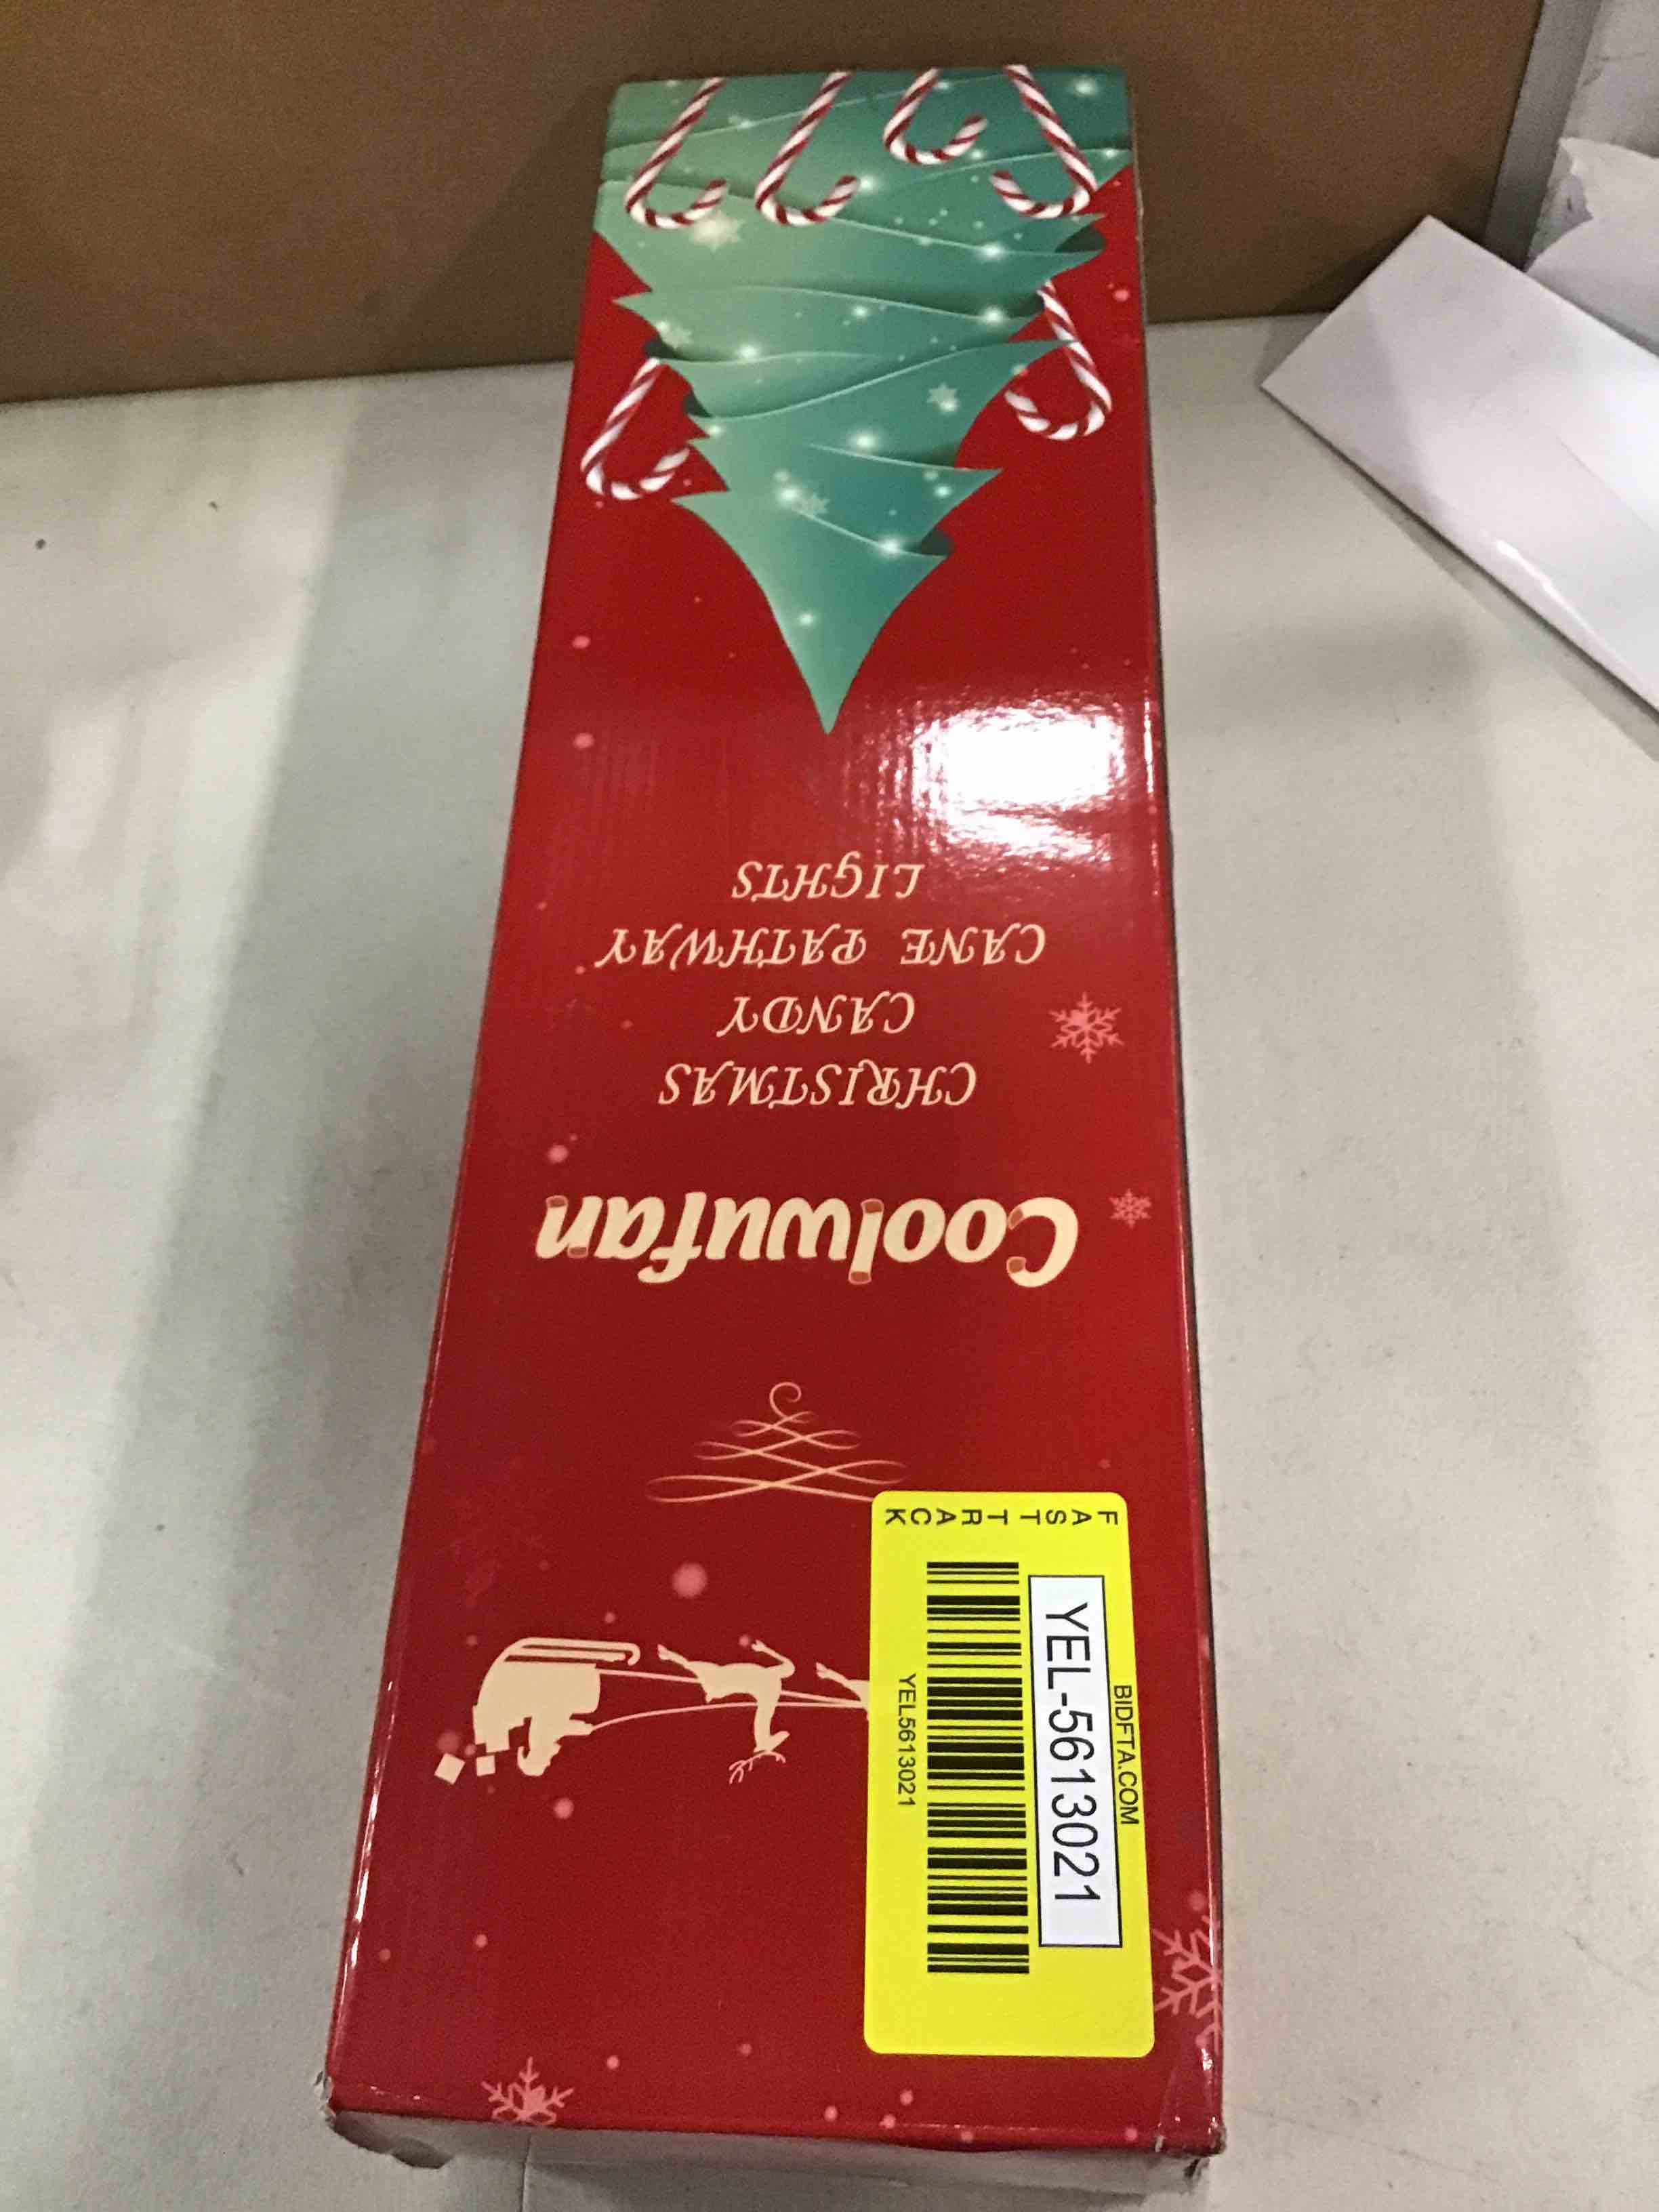 Coolwufan
CHRISTMAS
CANDY
CANE PATHWAY
LIGHTS
BIDFTA.COM
YEL-5613021
YEL5613021
FAST TRACK